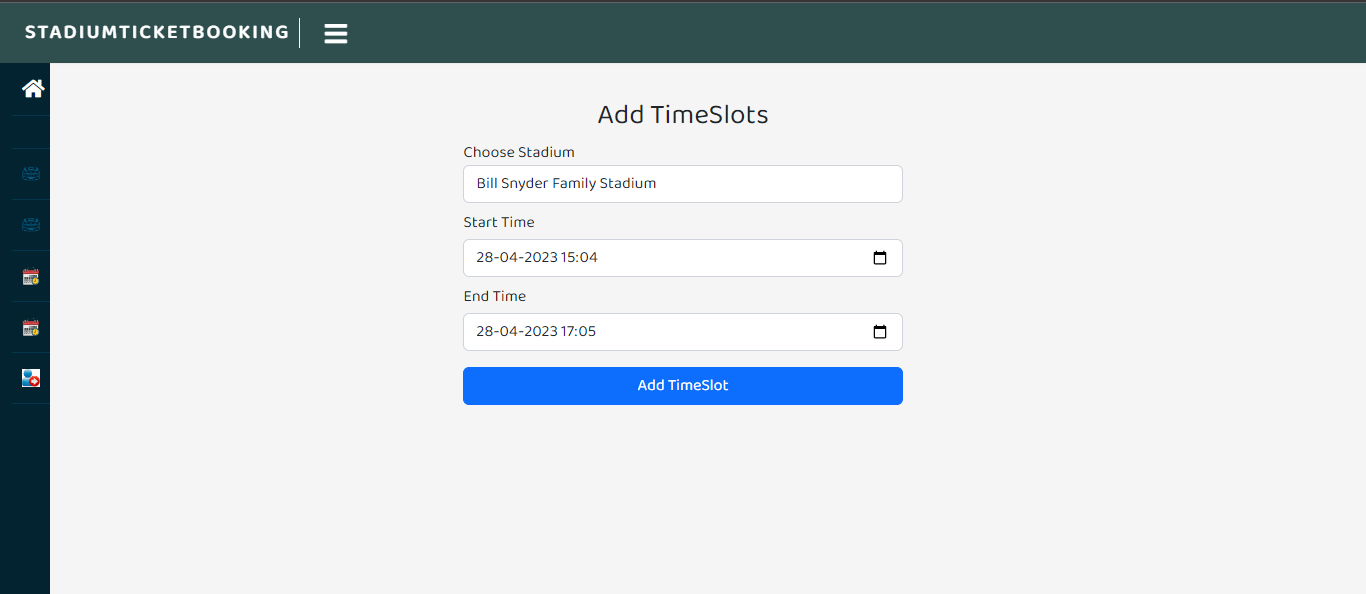 STADIUMTICKETBOOKING
Add TimeSlots
Choose Stadium
Bill Snyder Family Stadium
Start Time
28-04-2023 15:04
End Time
28-04-2023 17:05
Add TimeSlot